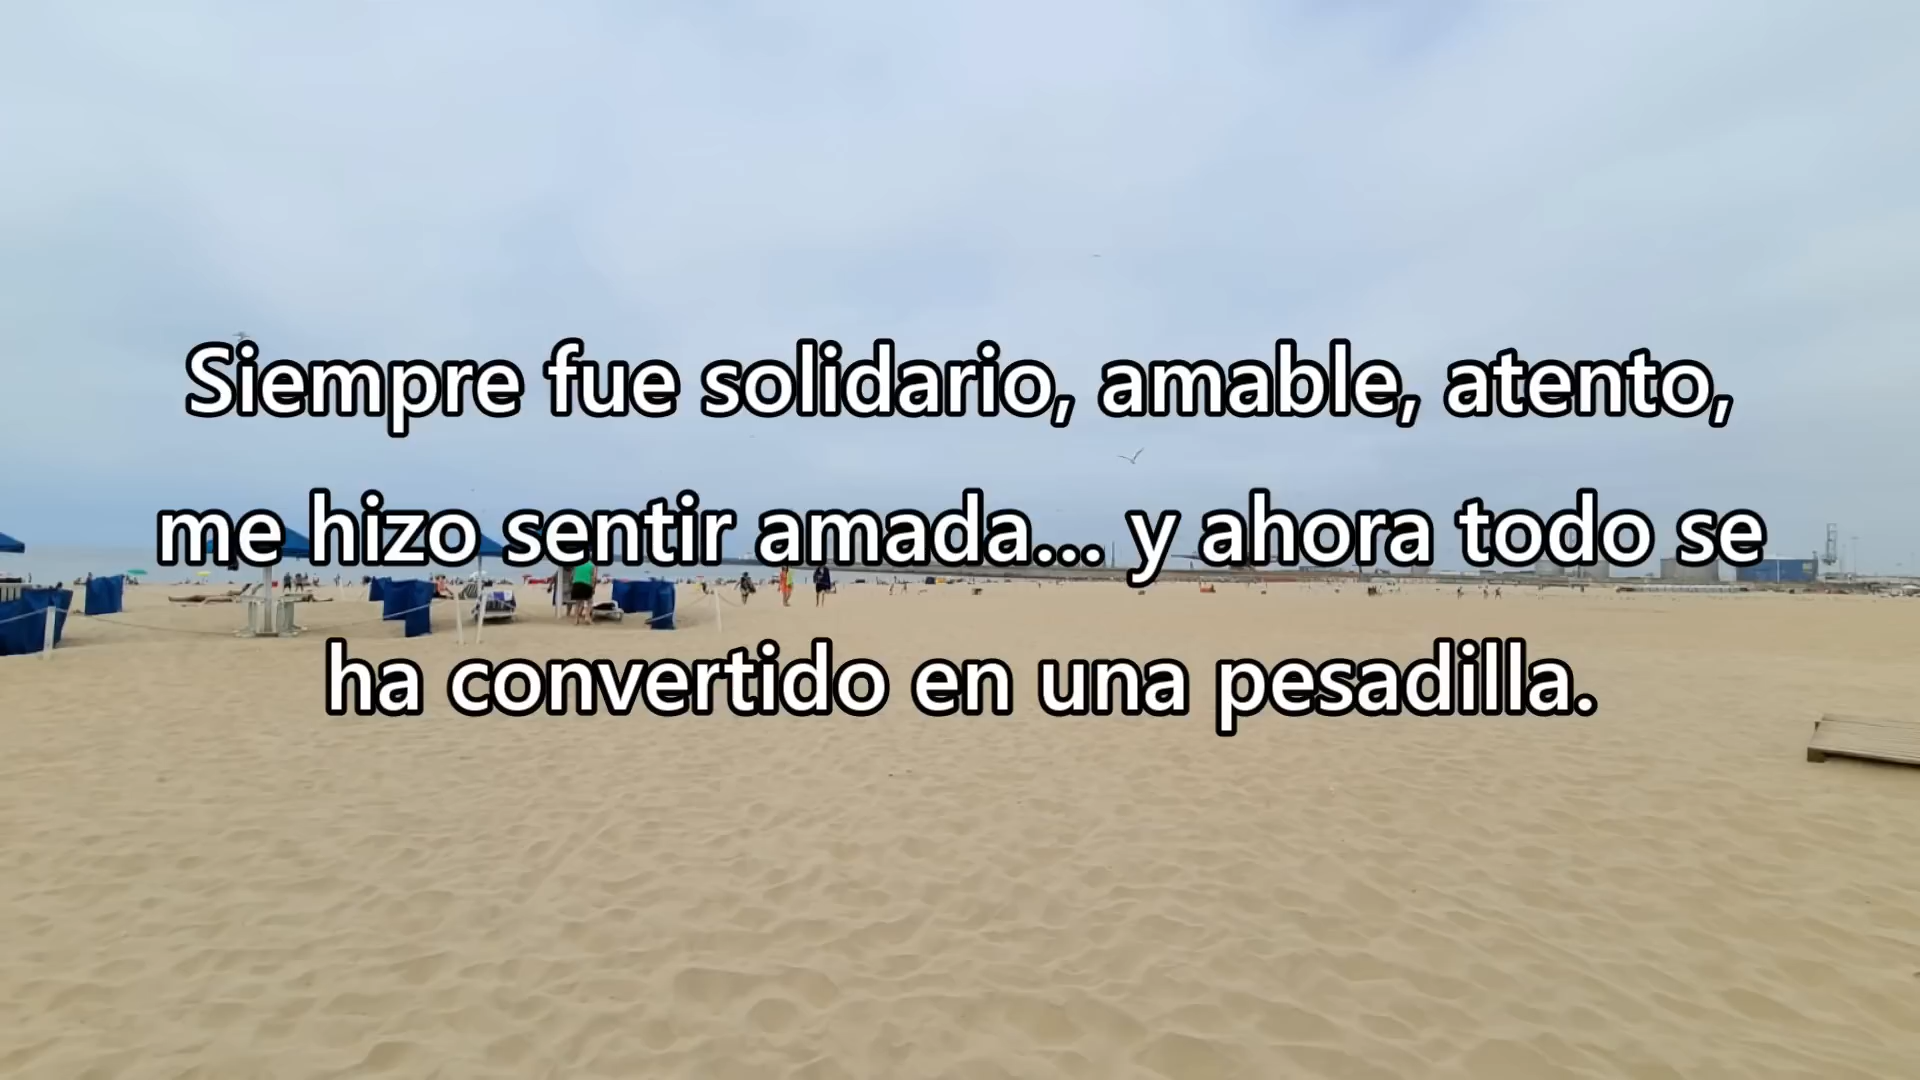 Siempre fue solidario, amable, atento,
me hizo sentir amada... y ahora todo se
ha convertido en una pesadilla.